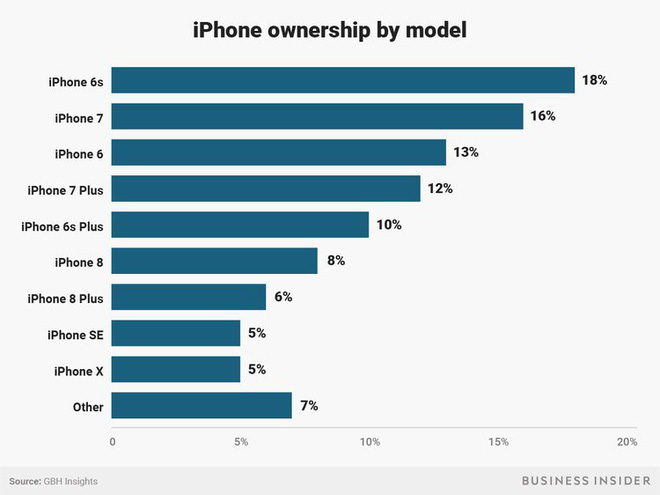 iPhone ownership by model
iPhone 6s 18%
iPhone 7 16%
iPhone 6 13%
iPhone 7 Plus 12%
iPhone 6s Plus 10%
iPhone 8 8%
iPhone 8 Plus 6%
iPhone SE 5%
iPhone X 5%
Other 7%
0 5% 10% 15% 20%
Source: GBH Insights BUSINESS INSIDER